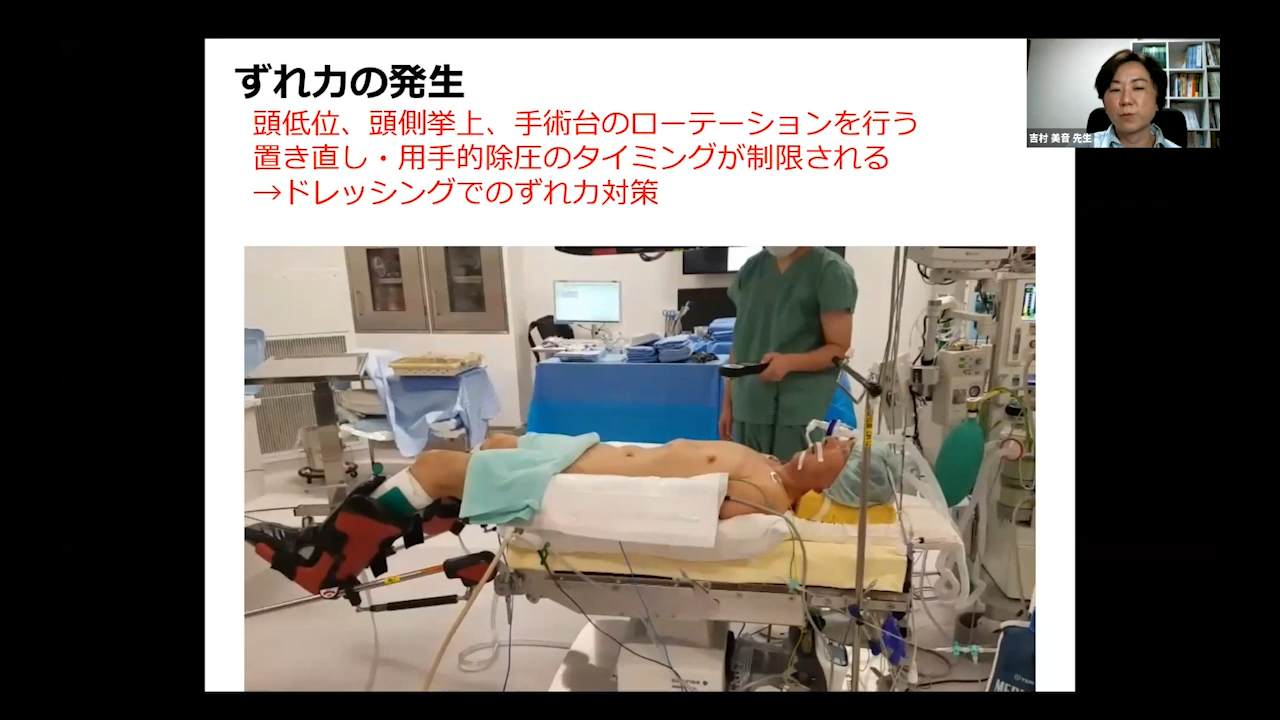 ずれ力の発生
頭低位、頭側挙上、手術台のローテーションを行う
置き直し・用手的除圧のタイミングが制限される
→ドレッシングでのずれ力対策
吉村 美音 先生